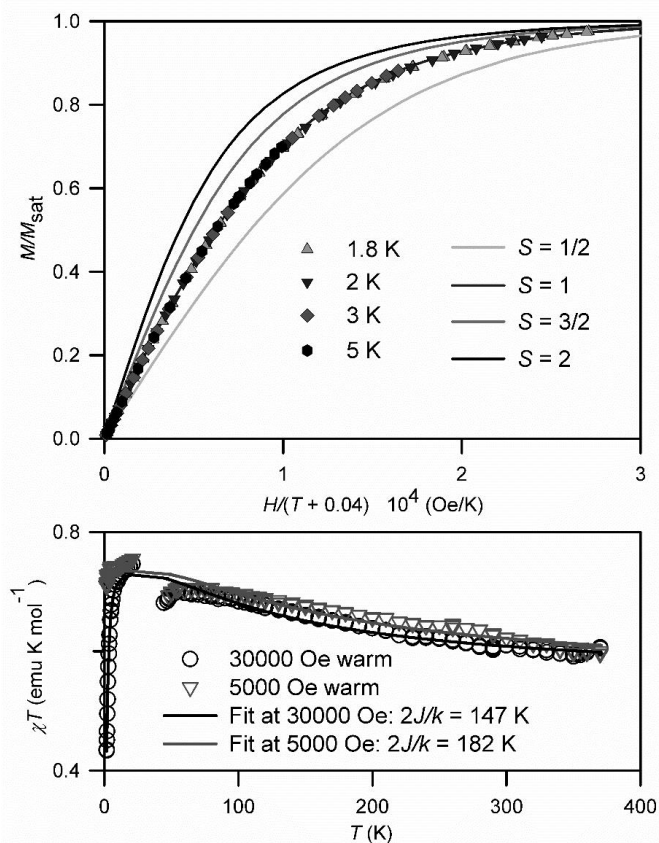 1.0
0.8
0.6
0.4
0.2
0.0
M/Msat
1.8 K
2 K
3 K
5 K
S = 1/2
S = 1
S = 3/2
S = 2
0 1 2 3
H/(T + 0.04) 10⁴ (Oe/K)
0.8
0.4
χT (emu K mol⁻¹)
30000 Oe warm
5000 Oe warm
Fit at 30000 Oe: 2J/k = 147 K
Fit at 5000 Oe: 2J/k = 182 K
0 100 200 300 400
T (K)